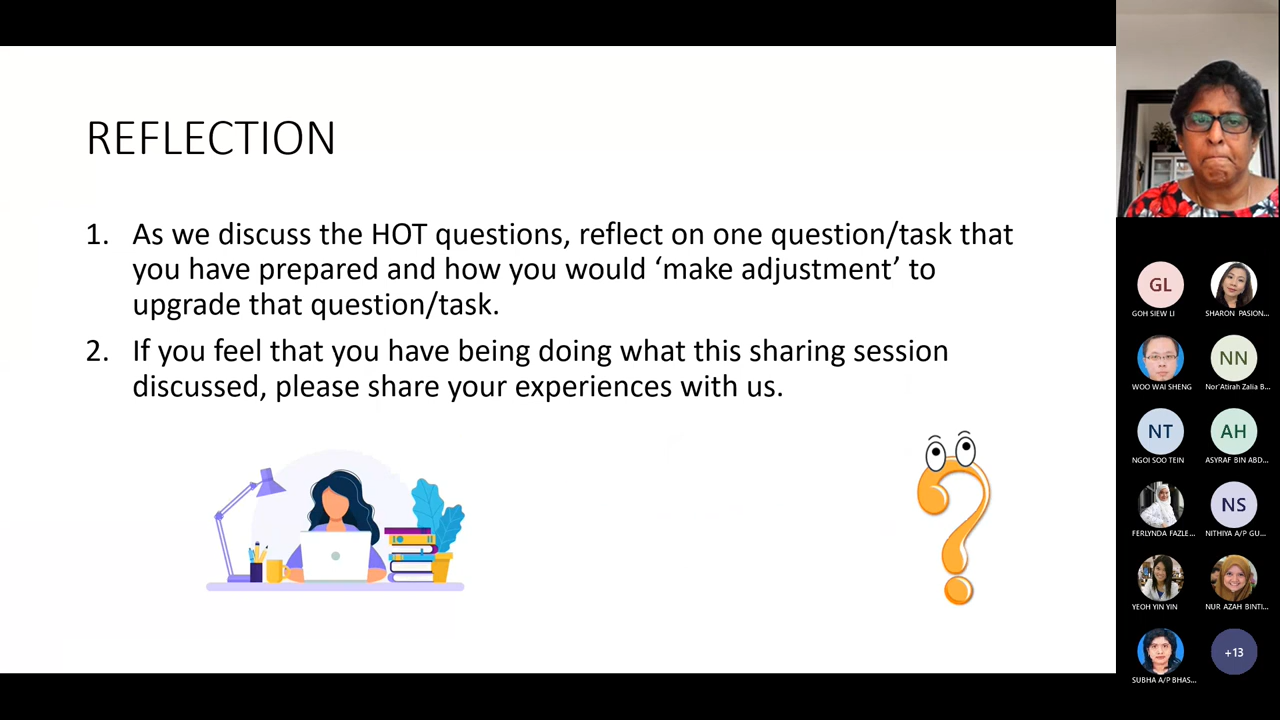 REFLECTION
1. As we discuss the HOT questions, reflect on one question/task that
you have prepared and how you would ‘make adjustment’ to
upgrade that question/task.
2. If you feel that you have being doing what this sharing session
discussed, please share your experiences with us.
GL
GOH SIEW LI
SHARON PASION...
WOO WAI SHENG
NN
Nor'Atirah Zalia B...
NT
NGOI SOO TEIN
AH
ASYRAF BIN ABD...
FERLYNDA FAZLE...
NS
NITHIYA A/P GU...
YEOH YIN YIN
NUR AZAH BINTI...
SUBHA A/P BHAS...
+13